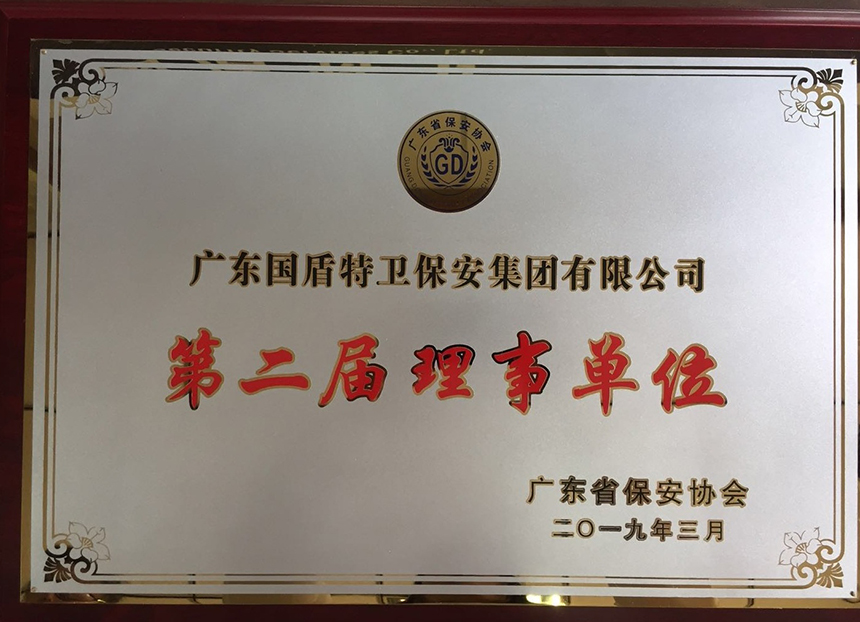 广东省保安协会
GD
广东国盾特卫保安集团有限公司
第二届理事单位
广东省保安协会
二〇一九年三月